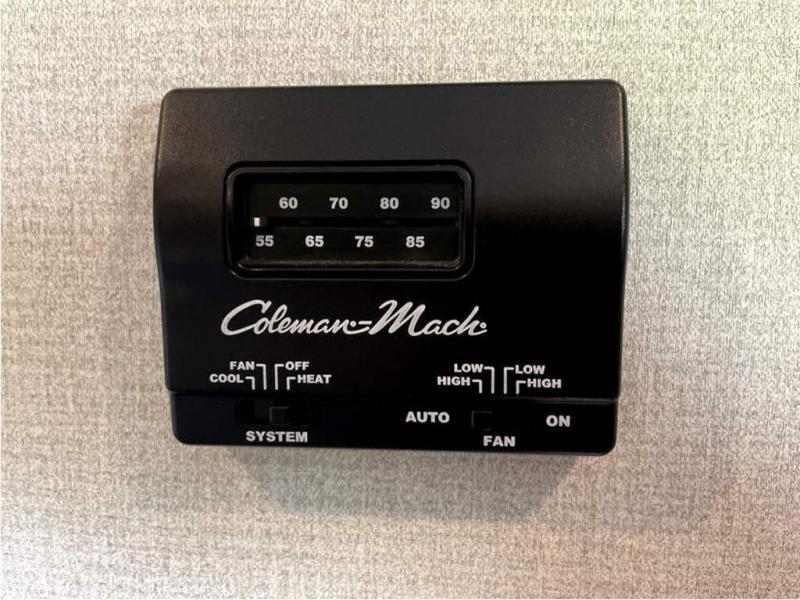 60 70 80 90
55 65 75 85
Coleman-Mach
FAN OFF
COOL HEAT
LOW LOW
HIGH HIGH
AUTO ON
SYSTEM FAN